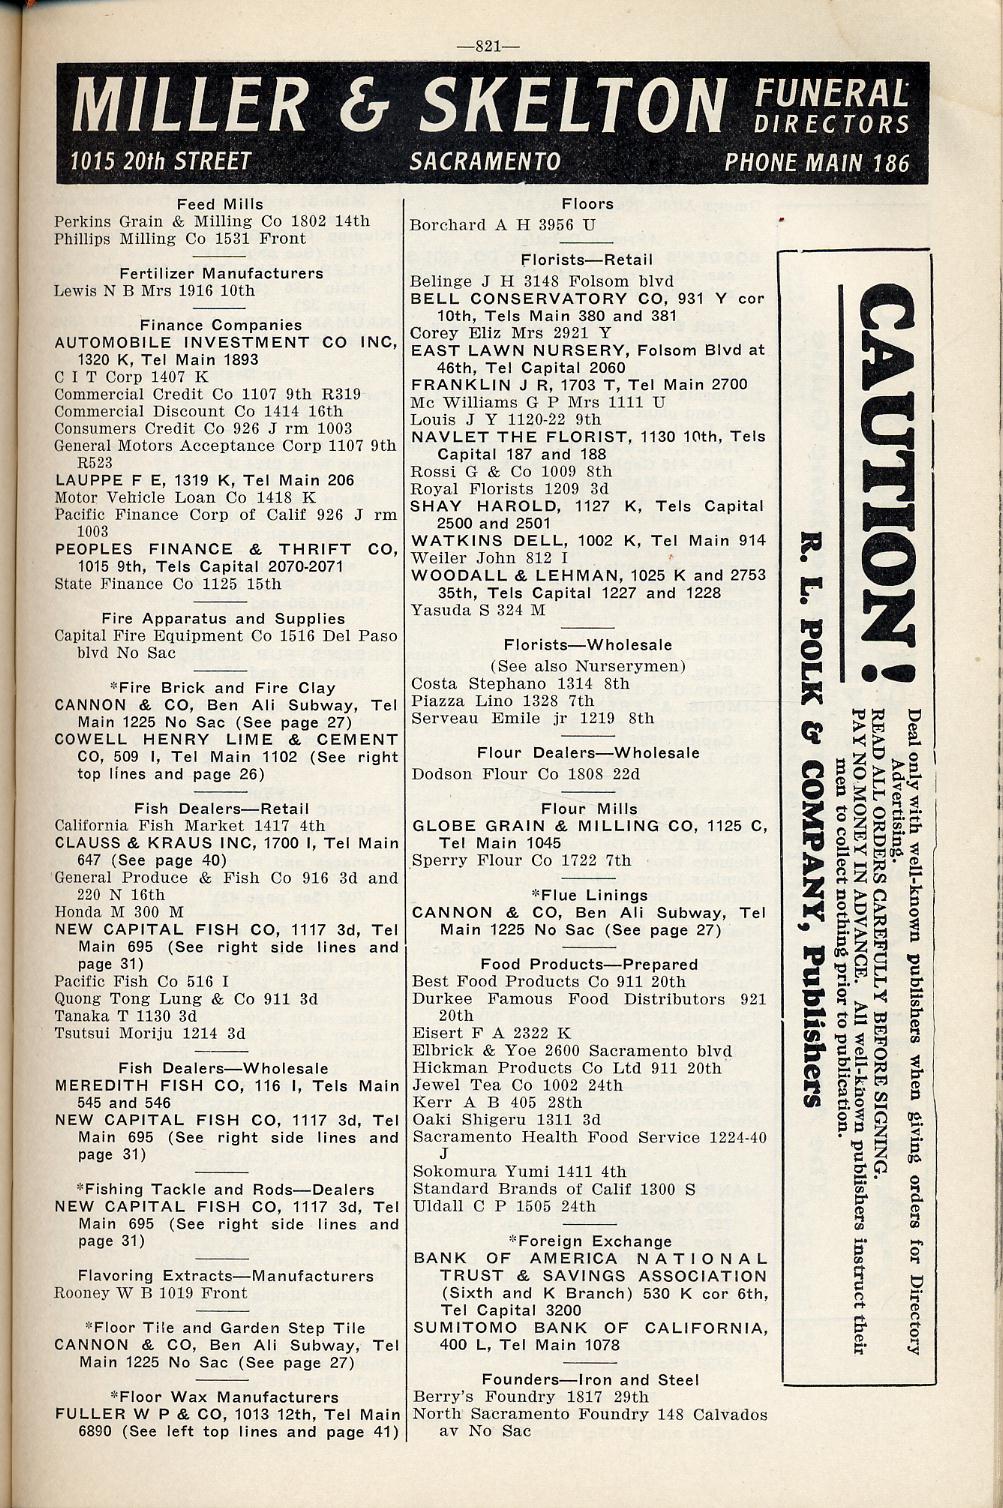 —821—
MILLER & SKELTON FUNERAL DIRECTORS
1015 20th STREET SACRAMENTO PHONE MAIN 186
Feed Mills
Perkins Grain & Milling Co 1802 14th
Phillips Milling Co 1531 Front
Fertilizer Manufacturers
Lewis N B Mrs 1916 10th
Finance Companies
AUTOMOBILE INVESTMENT CO INC,
1320 K, Tel Main 1893
C I T Corp 1407 K
Commercial Credit Co 1107 9th R319
Commercial Discount Co 1414 16th
Consumers Credit Co 926 J rm 1003
General Motors Acceptance Corp 1107 9th
R523
LAUPPE F E, 1319 K, Tel Main 206
Motor Vehicle Loan Co 1418 K
Pacific Finance Corp of Calif 926 J rm
1003
PEOPLES FINANCE & THRIFT CO,
1015 9th, Tels Capital 2070-2071
State Finance Co 1125 15th
Fire Apparatus and Supplies
Capital Fire Equipment Co 1516 Del Paso
blvd No Sac
*Fire Brick and Fire Clay
CANNON & CO, Ben Ali Subway, Tel
Main 1225 No Sac (See page 27)
COWELL HENRY LIME & CEMENT
CO, 509 I, Tel Main 1102 (See right
top lines and page 26)
Fish Dealers—Retail
California Fish Market 1417 4th
CLAUSS & KRAUS INC, 1700 I, Tel Main
647 (See page 40)
General Produce & Fish Co 916 3d and
220 N 16th
Honda M 300 M
NEW CAPITAL FISH CO, 1117 3d, Tel
Main 695 (See right side lines and
page 31)
Pacific Fish Co 516 I
Quong Tong Lung & Co 911 3d
Tanaka T 1130 3d
Tsutsui Moriju 1214 3d
Fish Dealers—Wholesale
MEREDITH FISH CO, 116 I, Tels Main
545 and 546
NEW CAPITAL FISH CO, 1117 3d, Tel
Main 695 (See right side lines and
page 31)
*Fishing Tackle and Rods—Dealers
NEW CAPITAL FISH CO, 1117 3d, Tel
Main 695 (See right side lines and
page 31)
Flavoring Extracts—Manufacturers
Rooney W B 1019 Front
*Floor Tile and Garden Step Tile
CANNON & CO, Ben Ali Subway, Tel
Main 1225 No Sac (See page 27)
*Floor Wax Manufacturers
FULLER W P & CO, 1013 12th, Tel Main
6890 (See left top lines and page 41)
Floors
Borchard A H 3956 U
Florists—Retail
Belinge J H 3148 Folsom blvd
BELL CONSERVATORY CO, 931 Y cor
10th, Tels Main 380 and 381
Corey Eliz Mrs 2921 Y
EAST LAWN NURSERY, Folsom Blvd at
46th, Tel Capital 2060
FRANKLIN J R, 1703 T, Tel Main 2700
Mc Williams G P Mrs 1111 U
Louis J Y 1120-22 9th
NAVLET THE FLORIST, 1130 10th, Tels
Capital 187 and 188
Rossi G & Co 1009 8th
Royal Florists 1209 3d
SHAY HAROLD, 1127 K, Tels Capital
2500 and 2501
WATKINS DELL, 1002 K, Tel Main 914
Weiler John 812 I
WOODALL & LEHMAN, 1025 K and 2753
35th, Tels Capital 1227 and 1228
Yasuda S 324 M
Florists—Wholesale
(See also Nurserymen)
Costa Stephano 1314 8th
Piazza Lino 1328 7th
Serveau Emile jr 1219 8th
Flour Dealers—Wholesale
Dodson Flour Co 1808 22d
Flour Mills
GLOBE GRAIN & MILLING CO, 1125 C,
Tel Main 1045
Sperry Flour Co 1722 7th
*Flue Linings
CANNON & CO, Ben Ali Subway, Tel
Main 1225 No Sac (See page 27)
Food Products—Prepared
Best Food Products Co 911 20th
Durkee Famous Food Distributors 921
20th
Eisert F A 2322 K
Elbrick & Yoe 2600 Sacramento blvd
Hickman Products Co Ltd 911 20th
Jewel Tea Co 1002 24th
Kerr A B 405 28th
Oaki Shigeru 1311 3d
Sacramento Health Food Service 1224-40
J
Sokomura Yumi 1411 4th
Standard Brands of Calif 1300 S
Uldall C P 1505 24th
*Foreign Exchange
BANK OF AMERICA NATIONAL
TRUST & SAVINGS ASSOCIATION
(Sixth and K Branch) 530 K cor 6th,
Tel Capital 3200
SUMITOMO BANK OF CALIFORNIA,
400 L, Tel Main 1078
Founders—Iron and Steel
Berry's Foundry 1817 29th
North Sacramento Foundry 148 Calvados
av No Sac
CAUTION!
Deal only with well-known publishers when giving orders for Directory
Advertising.
READ ALL ORDERS CAREFULLY BEFORE SIGNING.
PAY NO MONEY IN ADVANCE. All well-known publishers instruct their
men to collect nothing prior to publication.
R. L. POLK & COMPANY, Publishers